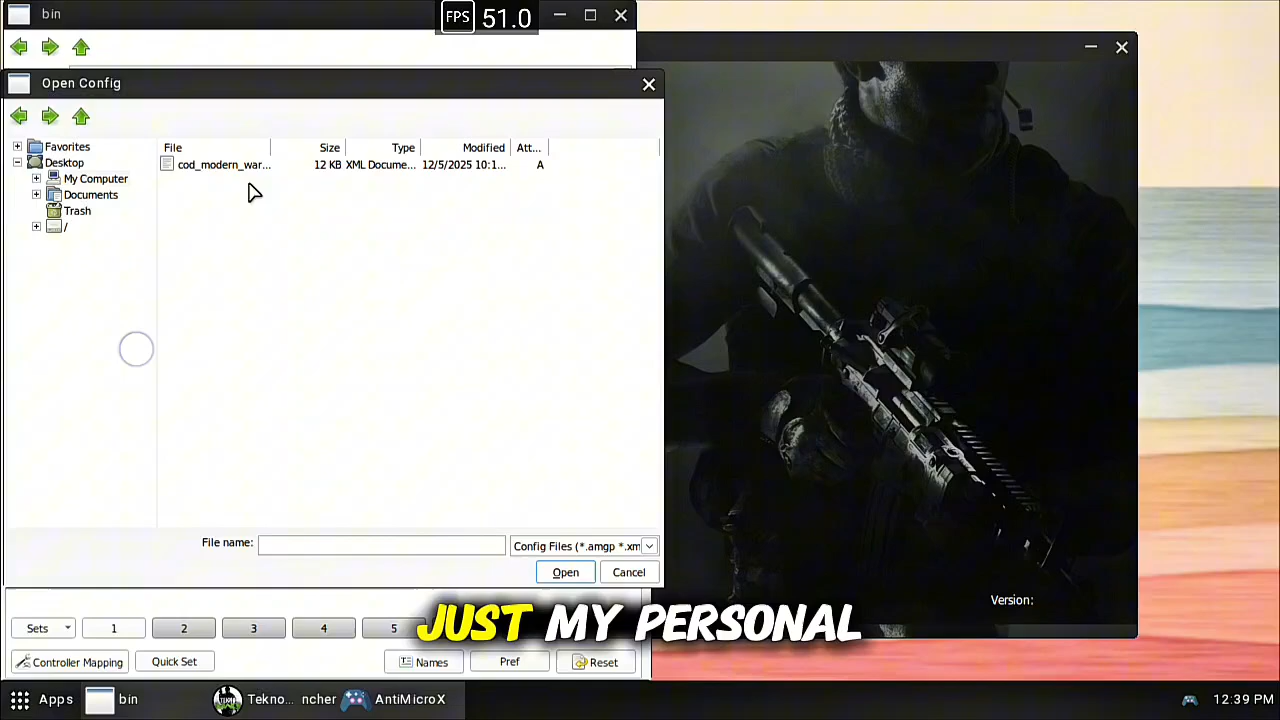 bin
FPS 51.0
Open Config
Favorites
Desktop
My Computer
Documents
Trash
/
File Size Type Modified Att...
cod_modern_war... 12 KB XML Docume... 12/5/2025 10:1... A
File name:
Config Files (*.amgp *.xm
Open Cancel
Version:
JUST MY PERSONAL
Sets 1 2 3 4 5
Controller Mapping Quick Set Names Pref Reset
Apps bin Tekno... ncher AntiMicroX 12:39 PM